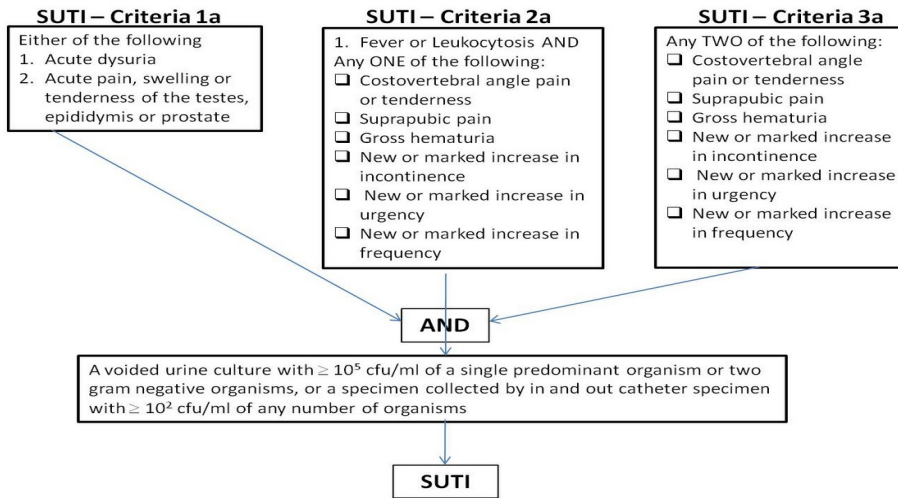 SUTI – Criteria 1a
Either of the following
1. Acute dysuria
2. Acute pain, swelling or
tenderness of the testes,
epididymis or prostate
SUTI – Criteria 2a
1. Fever or Leukocytosis AND
Any ONE of the following:
❑ Costovertebral angle pain
or tenderness
❑ Suprapubic pain
❑ Gross hematuria
❑ New or marked increase in
incontinence
❑ New or marked increase in
urgency
❑ New or marked increase in
frequency
SUTI – Criteria 3a
Any TWO of the following:
❑ Costovertebral angle
pain or tenderness
❑ Suprapubic pain
❑ Gross hematuria
❑ New or marked increase
in incontinence
❑ New or marked increase
in urgency
❑ New or marked increase
in frequency
AND
A voided urine culture with ≥ 10⁵ cfu/ml of a single predominant organism or two
gram negative organisms, or a specimen collected by in and out catheter specimen
with ≥ 10² cfu/ml of any number of organisms
SUTI